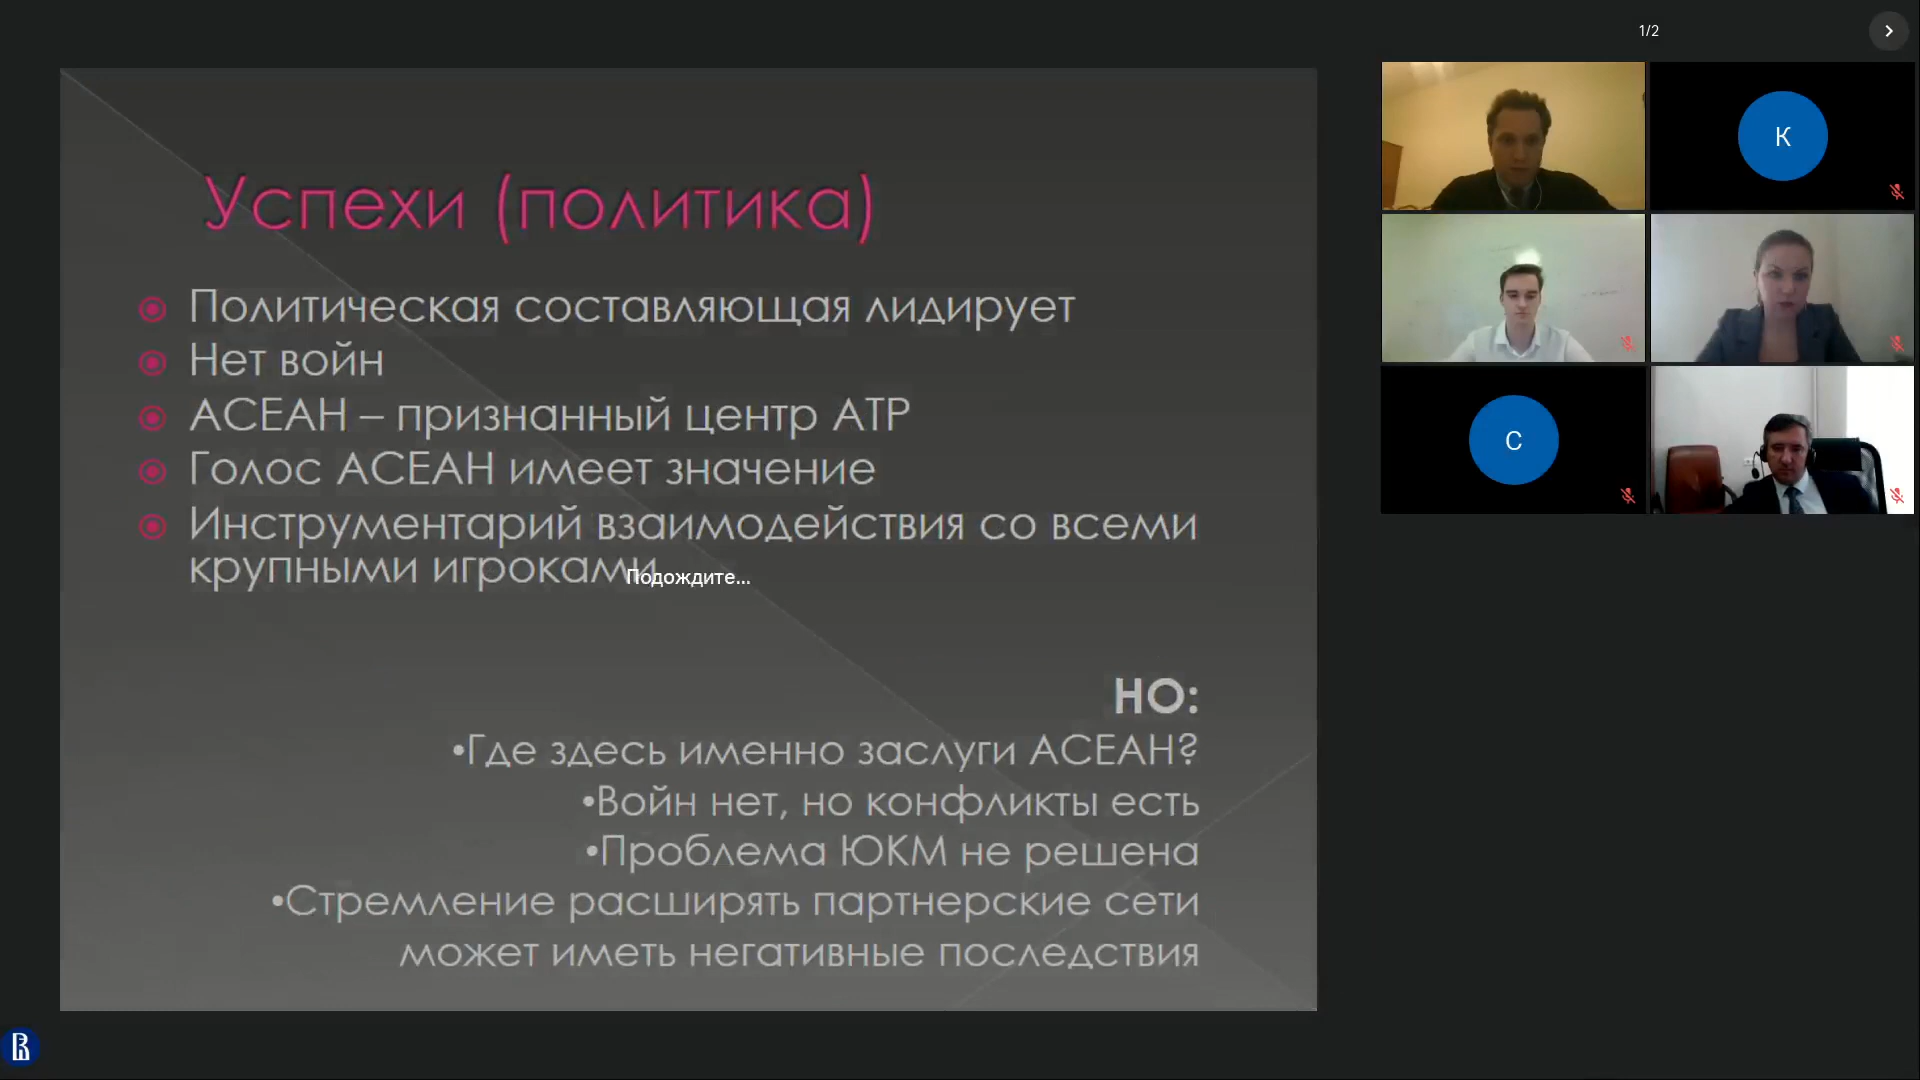 1/2
Успехи (политика)
Политическая составляющая лидирует
Нет войн
АСЕАН – признанный центр АТР
Голос АСЕАН имеет значение
Инструментарий взаимодействия со всеми
крупными игроками
Подождите...
НО:
•Где здесь именно заслуги АСЕАН?
•Войн нет, но конфликты есть
•Проблема ЮКМ не решена
•Стремление расширять партнерские сети
может иметь негативные последствия
К
С